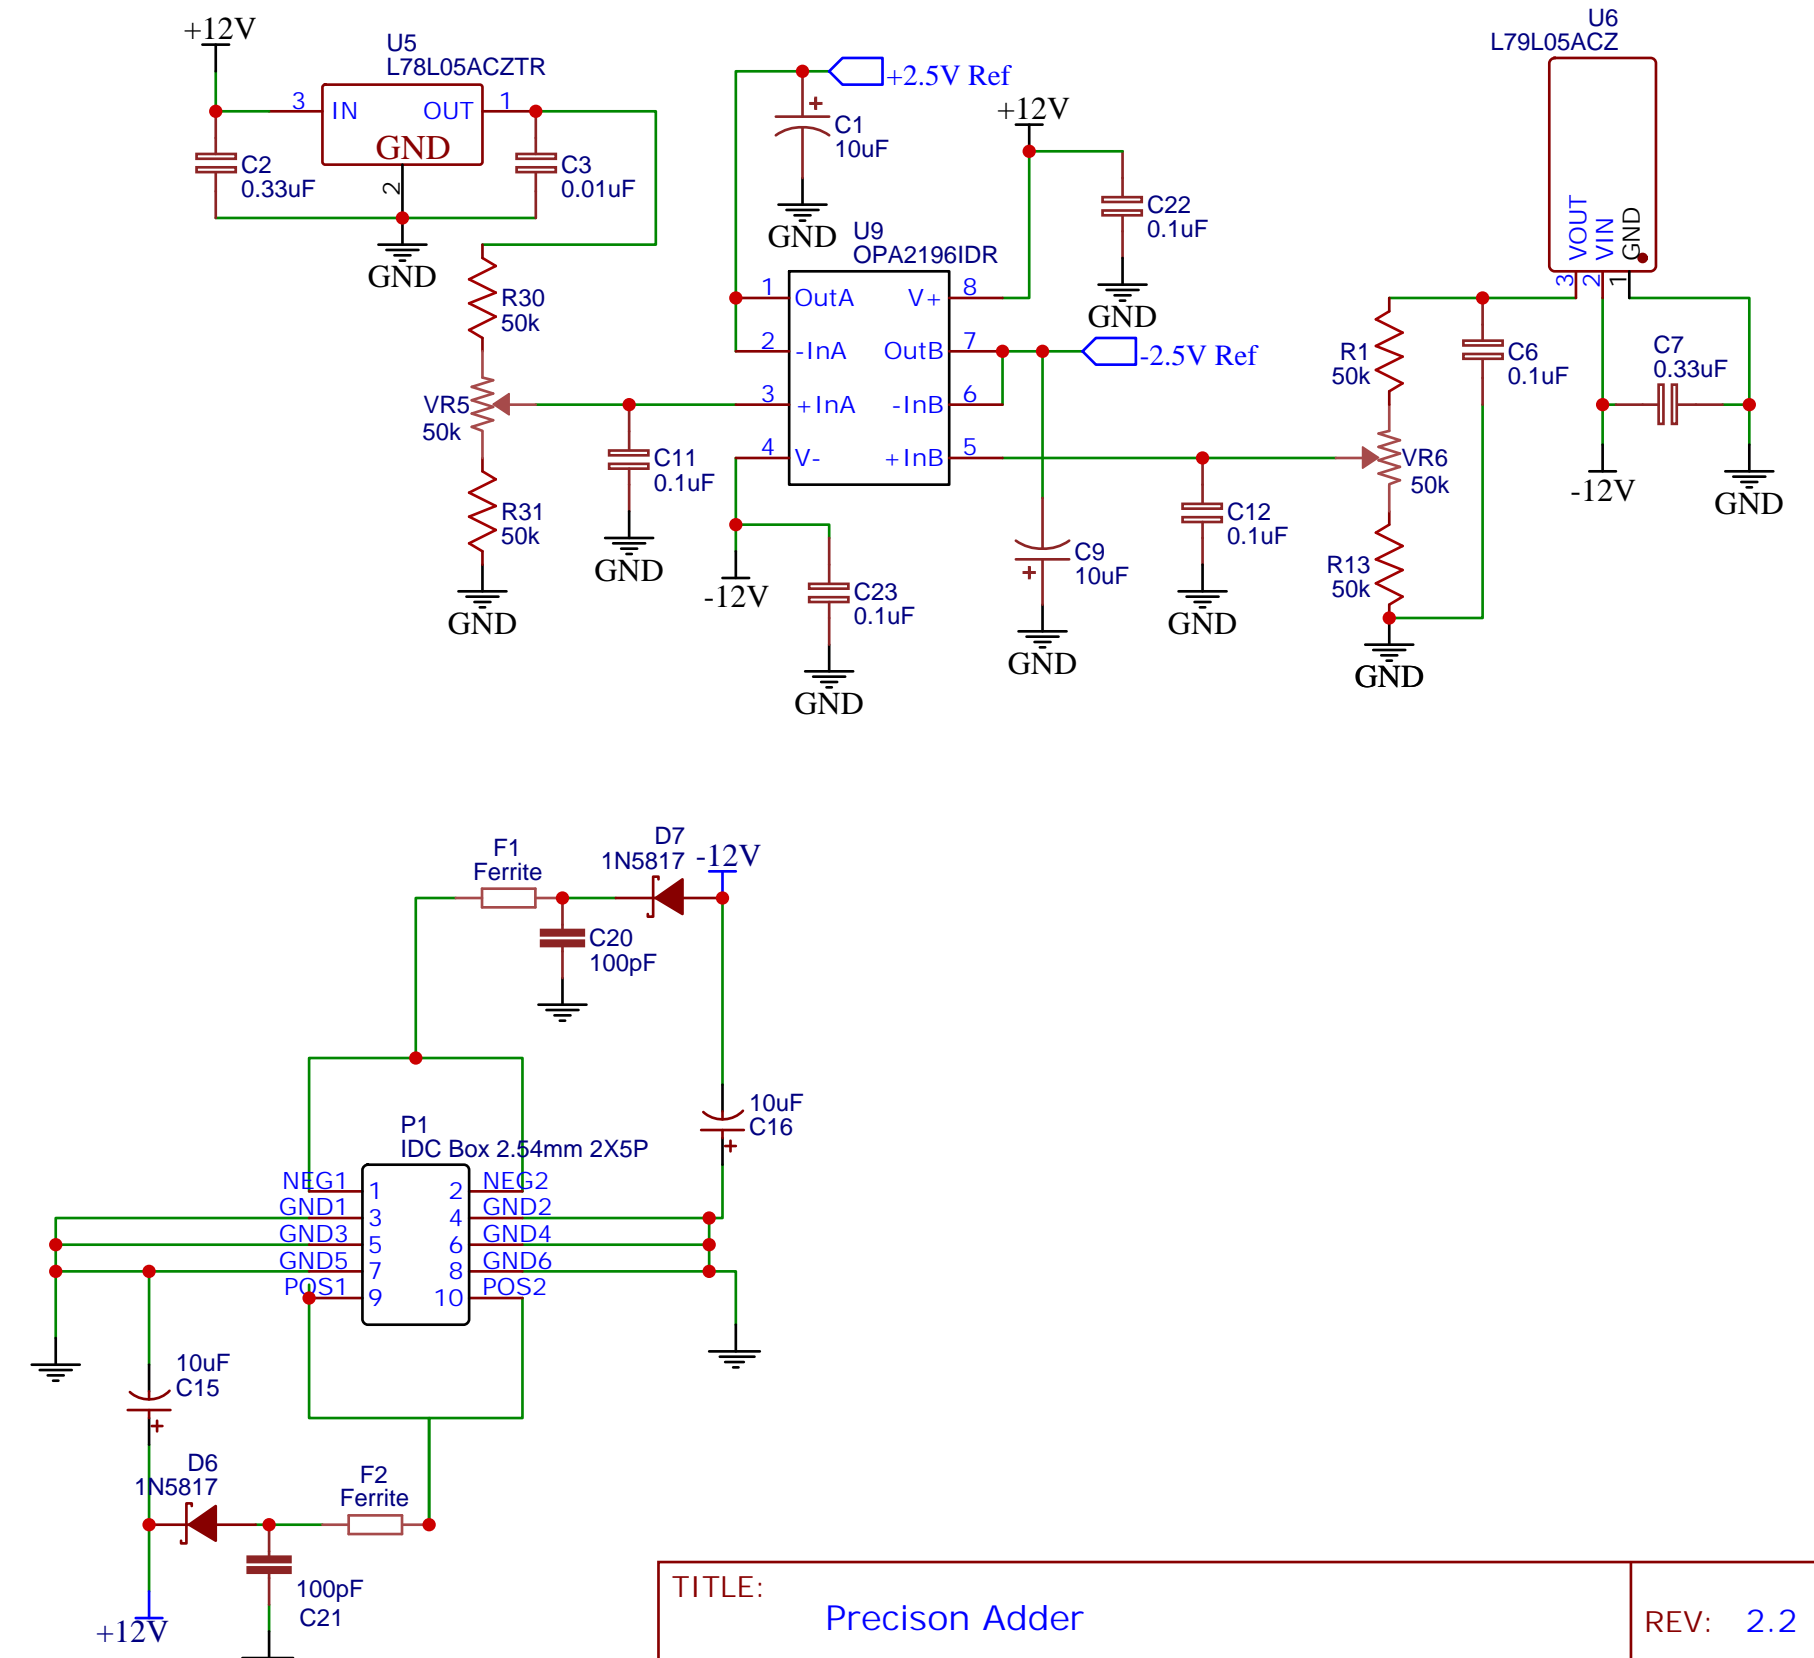 +12V
U5
L78L05ACZTR
3
IN
OUT
1
GND
2
C2
0.33uF
C3
0.01uF
GND
R30
50k
VR5
50k
R31
50k
GND
C11
0.1uF
GND
+2.5V Ref
C1
10uF
GND
+12V
C22
0.1uF
GND
U9
OPA2196IDR
1
OutA
V+
8
2
-InA
OutB
7
3
+InA
-InB
6
4
V-
+InB
5
-2.5V Ref
-12V
C23
0.1uF
GND
C9
10uF
GND
C12
0.1uF
GND
U6
L79L05ACZ
VOUT
VIN
GND
3
2
1
R1
50k
C6
0.1uF
C7
0.33uF
VR6
50k
R13
50k
GND
-12V
GND
F1
Ferrite
D7
1N5817
-12V
C20
100pF
10uF
C16
P1
IDC Box 2.54mm 2X5P
NEG1
1
2
NEG2
GND1
3
4
GND2
GND3
5
6
GND4
GND5
7
8
GND6
POS1
9
10
POS2
10uF
C15
D6
1N5817
F2
Ferrite
100pF
C21
+12V
TITLE:
Precison Adder
REV: 2.2